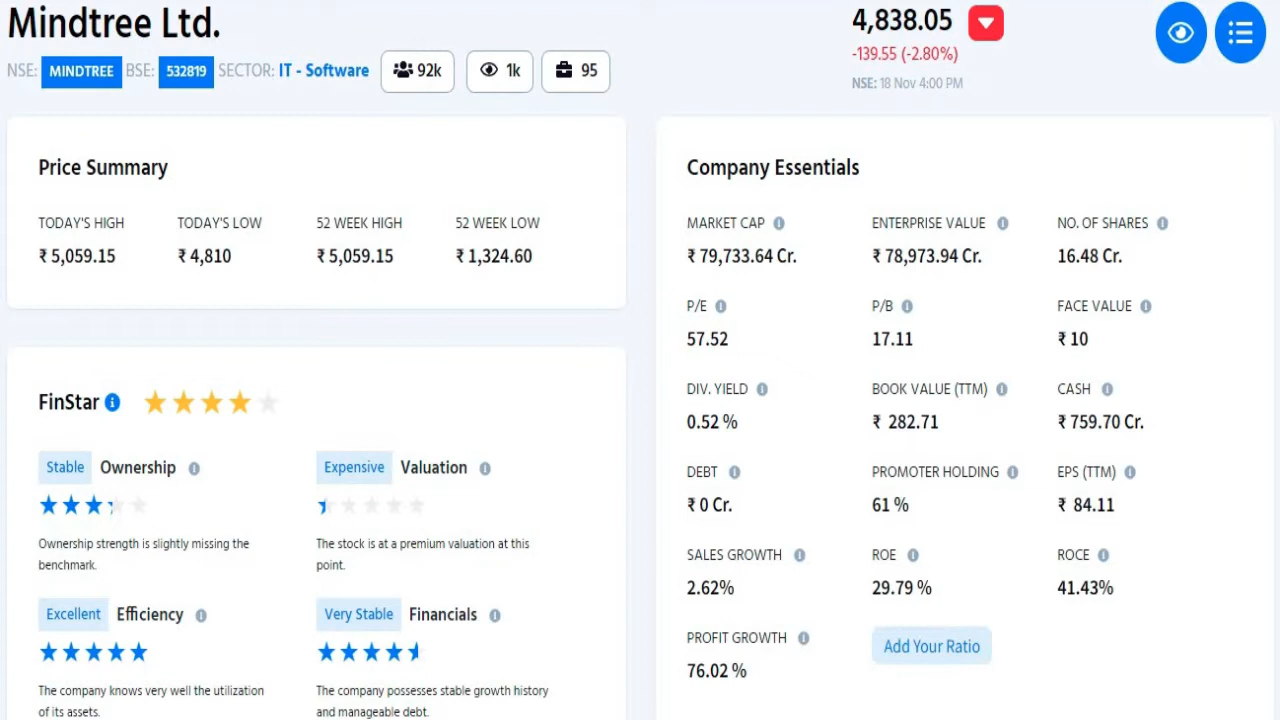 Mindtree Ltd.
NSE: MINDTREE BSE: 532819 SECTOR: IT - Software 92k 1k 95
4,838.05
-139.55 (-2.80%)
NSE: 18 Nov 4:00 PM
Price Summary
TODAY'S HIGH TODAY'S LOW 52 WEEK HIGH 52 WEEK LOW
₹ 5,059.15 ₹ 4,810 ₹ 5,059.15 ₹ 1,324.60
FinStar
Stable Ownership
Ownership strength is slightly missing the
benchmark.
Expensive Valuation
The stock is at a premium valuation at this
point.
Excellent Efficiency
The company knows very well the utilization
of its assets.
Very Stable Financials
The company possesses stable growth history
and manageable debt.
Company Essentials
MARKET CAP ENTERPRISE VALUE NO. OF SHARES
₹ 79,733.64 Cr. ₹ 78,973.94 Cr. 16.48 Cr.
P/E P/B FACE VALUE
57.52 17.11 ₹ 10
DIV. YIELD BOOK VALUE (TTM) CASH
0.52 % ₹ 282.71 ₹ 759.70 Cr.
DEBT PROMOTER HOLDING EPS (TTM)
₹ 0 Cr. 61 % ₹ 84.11
SALES GROWTH ROE ROCE
2.62% 29.79 % 41.43%
PROFIT GROWTH Add Your Ratio
76.02 %